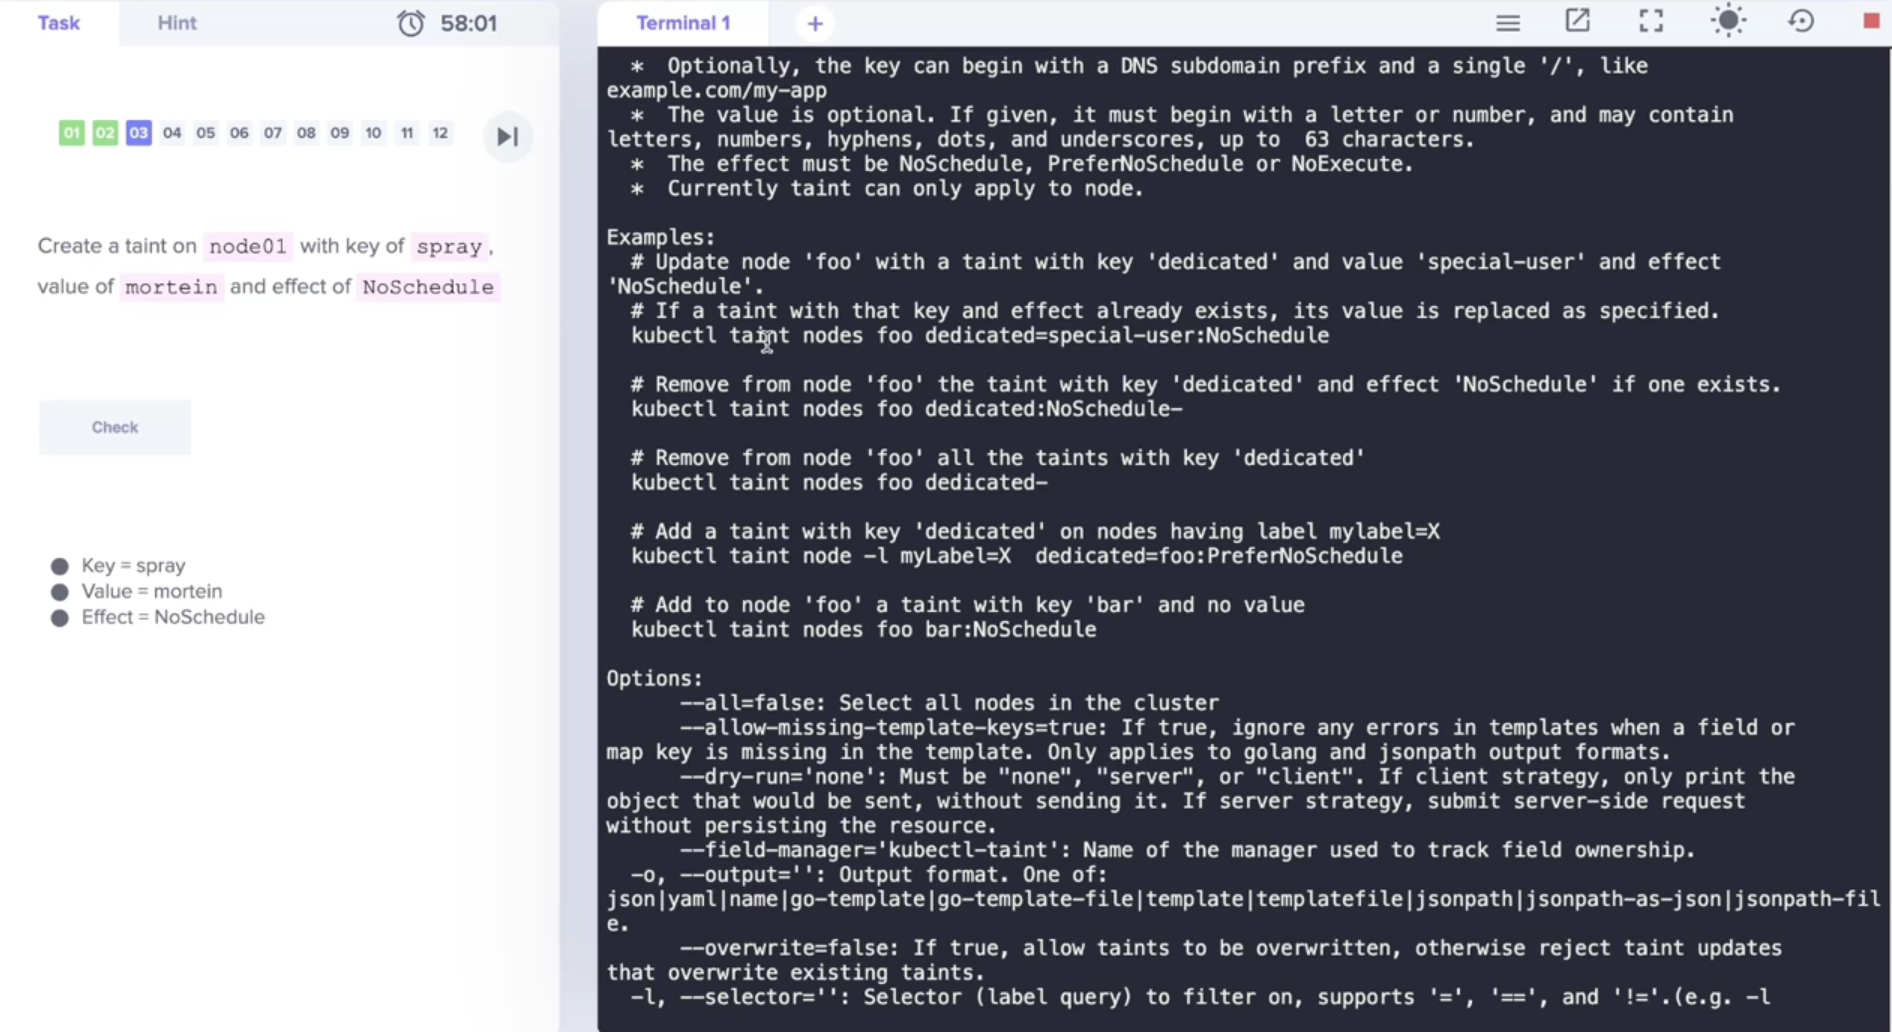 Task
Hint
58:01
01 02 03 04 05 06 07 08 09 10 11 12
Create a taint on node01 with key of spray,
value of mortein and effect of NoSchedule
Check
Key = spray
Value = mortein
Effect = NoSchedule
Terminal 1
+
* Optionally, the key can begin with a DNS subdomain prefix and a single '/', like
example.com/my-app
* The value is optional. If given, it must begin with a letter or number, and may contain
letters, numbers, hyphens, dots, and underscores, up to 63 characters.
* The effect must be NoSchedule, PreferNoSchedule or NoExecute.
* Currently taint can only apply to node.
Examples:
# Update node 'foo' with a taint with key 'dedicated' and value 'special-user' and effect
'NoSchedule'.
# If a taint with that key and effect already exists, its value is replaced as specified.
kubectl taint nodes foo dedicated=special-user:NoSchedule
# Remove from node 'foo' the taint with key 'dedicated' and effect 'NoSchedule' if one exists.
kubectl taint nodes foo dedicated:NoSchedule-
# Remove from node 'foo' all the taints with key 'dedicated'
kubectl taint nodes foo dedicated-
# Add a taint with key 'dedicated' on nodes having label mylabel=X
kubectl taint node -l myLabel=X  dedicated=foo:PreferNoSchedule
# Add to node 'foo' a taint with key 'bar' and no value
kubectl taint nodes foo bar:NoSchedule
Options:
--all=false: Select all nodes in the cluster
--allow-missing-template-keys=true: If true, ignore any errors in templates when a field or
map key is missing in the template. Only applies to golang and jsonpath output formats.
--dry-run='none': Must be "none", "server", or "client". If client strategy, only print the
object that would be sent, without sending it. If server strategy, submit server-side request
without persisting the resource.
--field-manager='kubectl-taint': Name of the manager used to track field ownership.
-o, --output='': Output format. One of:
json|yaml|name|go-template|go-template-file|template|templatefile|jsonpath|jsonpath-as-json|jsonpath-fil
e.
--overwrite=false: If true, allow taints to be overwritten, otherwise reject taint updates
that overwrite existing taints.
-l, --selector='': Selector (label query) to filter on, supports '=', '==', and '!='.(e.g. -l